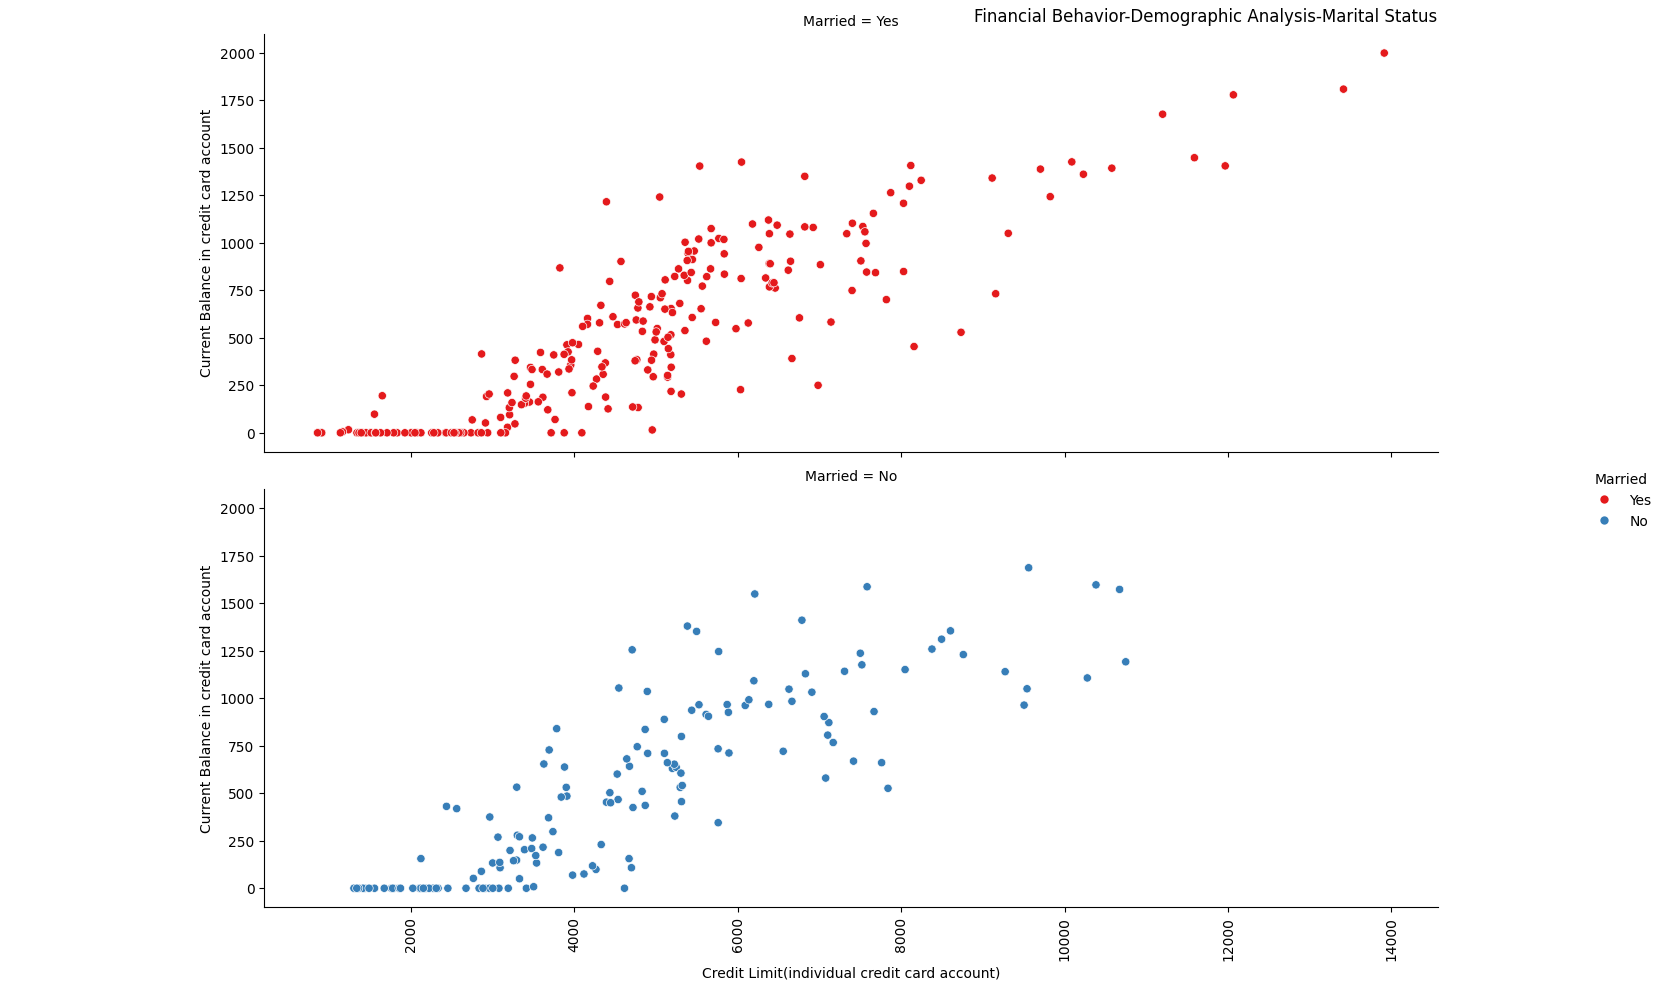 Financial Behavior-Demographic Analysis-Marital Status
Married = Yes
2000
1750
1500
1250
1000
750
500
250
0
Current Balance in credit card account
Married = No
2000
1750
1500
1250
1000
750
500
250
0
Current Balance in credit card account
2000
4000
6000
8000
10000
12000
14000
Credit Limit(individual credit card account)
Married
Yes
No